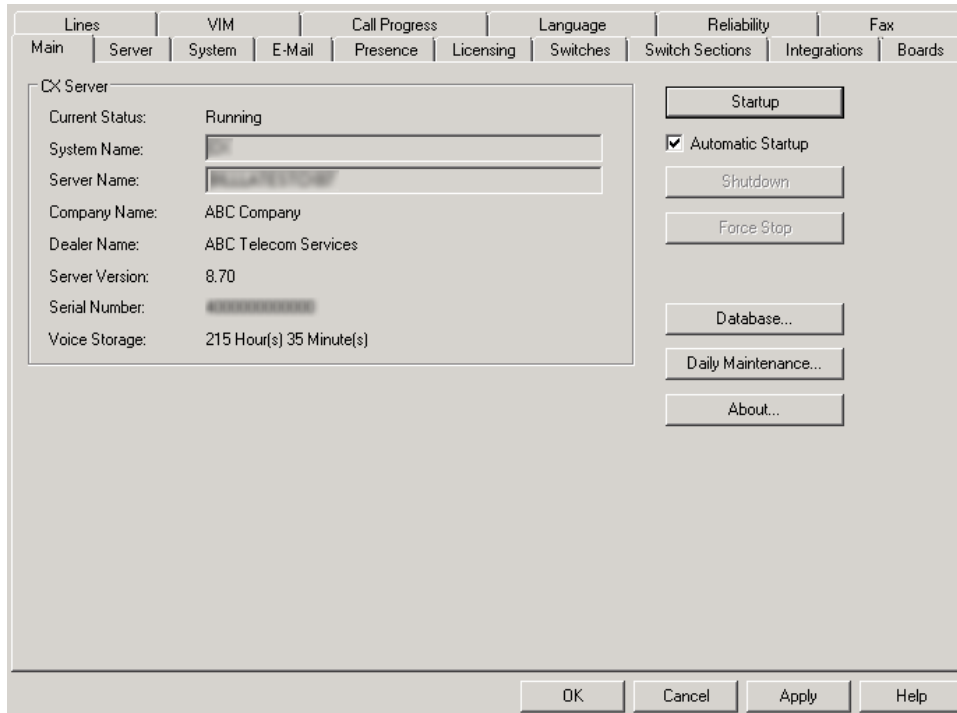 Lines VIM Call Progress Language Reliability Fax
Main Server System E-Mail Presence Licensing Switches Switch Sections Integrations Boards
CX Server
Current Status: Running
System Name:
Server Name:
Company Name: ABC Company
Dealer Name: ABC Telecom Services
Server Version: 8.70
Serial Number:
Voice Storage: 215 Hour(s) 35 Minute(s)
Startup
Automatic Startup
Shutdown
Force Stop
Database...
Daily Maintenance...
About...
OK Cancel Apply Help